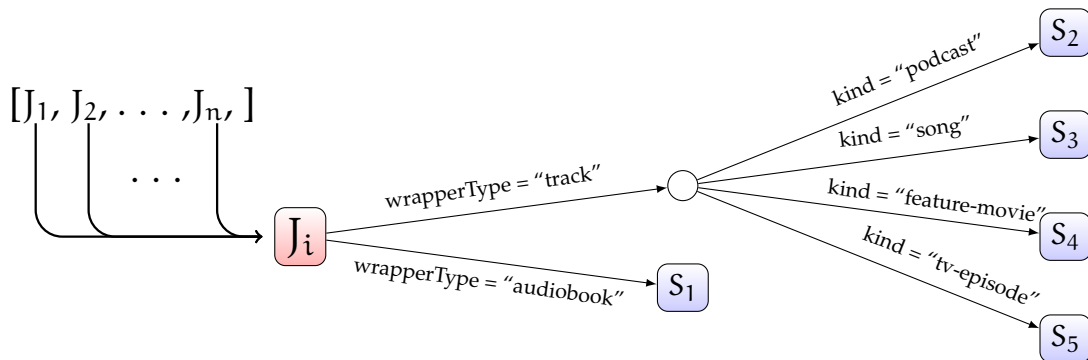 [J₁, J₂, . . . ,Jₙ, ]
. . .
Jᵢ
wrapperType = “track”
wrapperType = “audiobook”
S₁
kind = “podcast”
S₂
kind = “song”
S₃
kind = “feature-movie”
S₄
kind = “tv-episode”
S₅